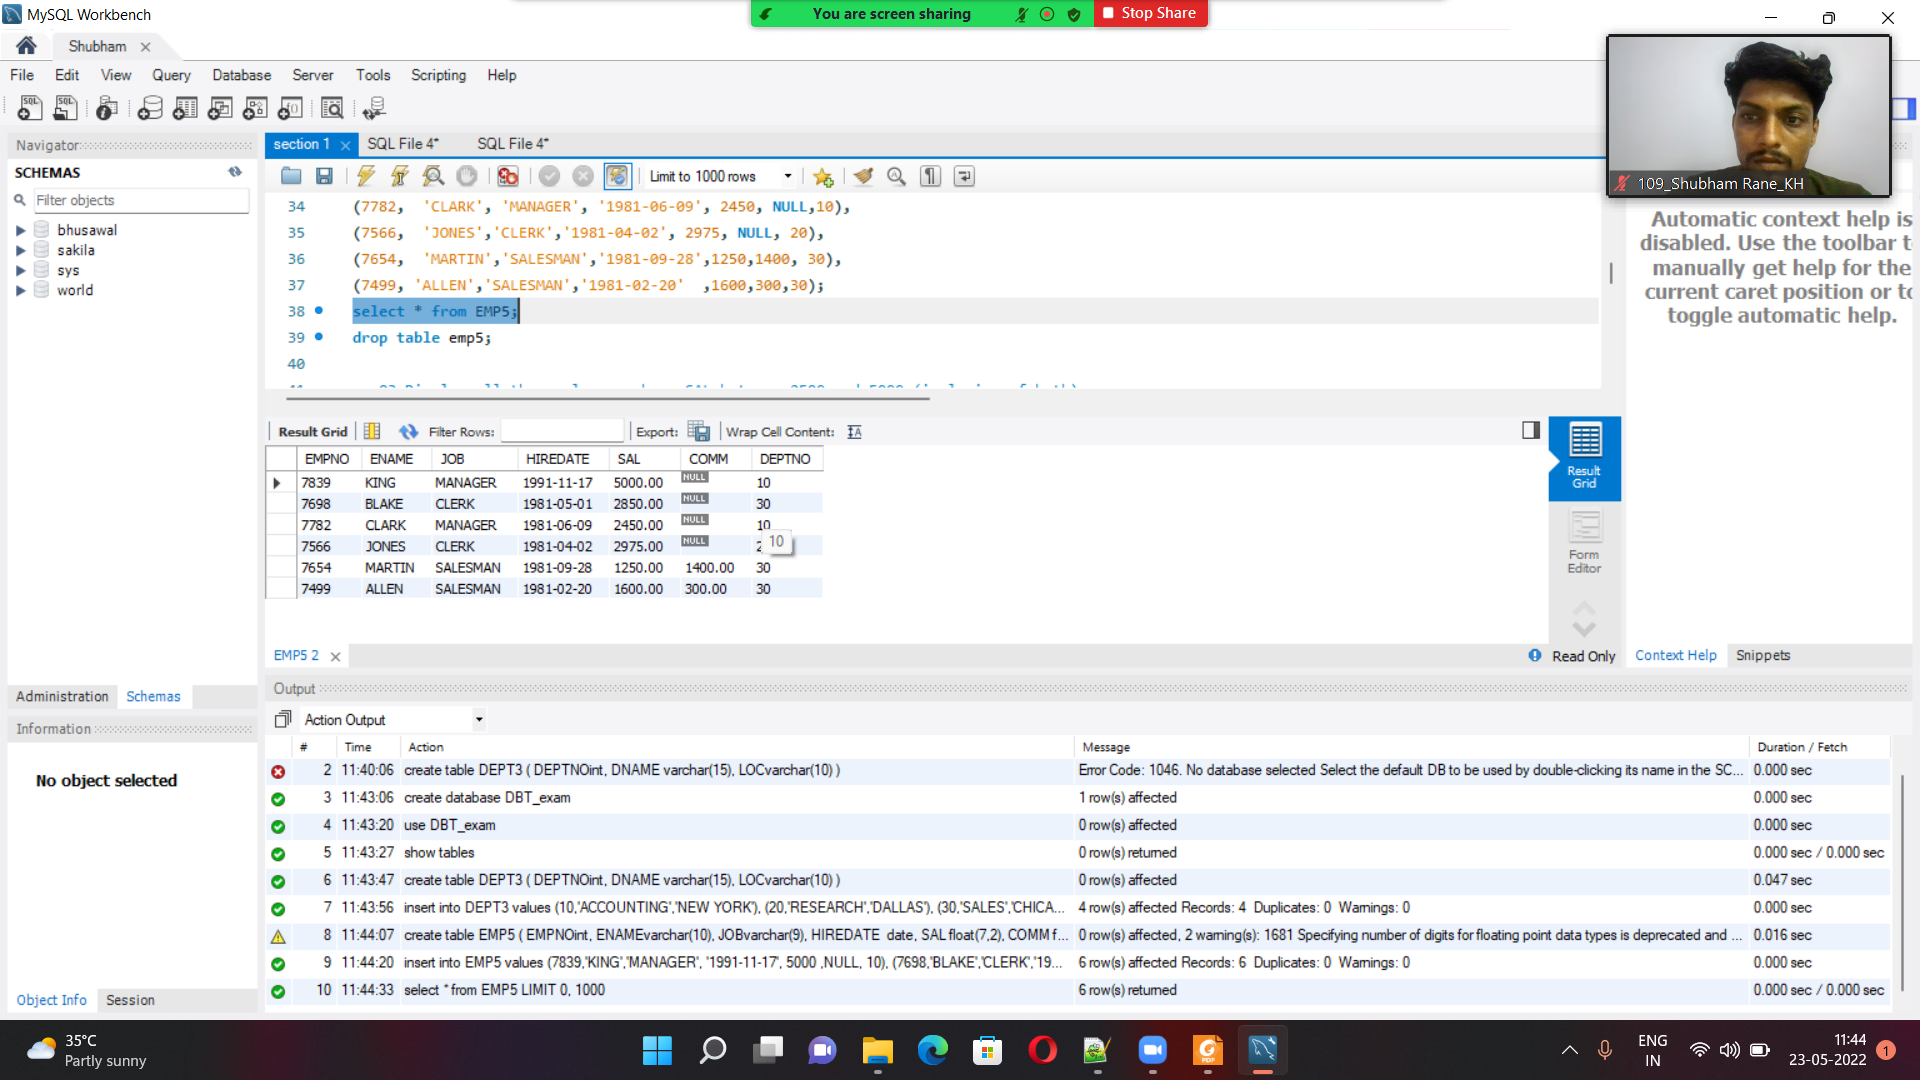 MySQL Workbench
You are screen sharing
Stop Share
Shubham
File Edit View Query Database Server Tools Scripting Help
109_Shubham Rane_KH
Navigator
SCHEMAS
Filter objects
bhusawal
sakila
sys
world
section 1 SQL File 4* SQL File 4*
Limit to 1000 rows
34 (7782, 'CLARK', 'MANAGER', '1981-06-09', 2450, NULL,10),
35 (7566, 'JONES','CLERK','1981-04-02', 2975, NULL, 20),
36 (7654, 'MARTIN','SALESMAN','1981-09-28',1250,1400, 30),
37 (7499, 'ALLEN','SALESMAN','1981-02-20' ,1600,300,30);
38 select * from EMP5;
39 drop table emp5;
40
Automatic context help is
disabled. Use the toolbar t
manually get help for the
current caret position or to
toggle automatic help.
Result Grid Filter Rows: Export: Wrap Cell Content:
EMPNO ENAME JOB HIREDATE SAL COMM DEPTNO
7839 KING MANAGER 1991-11-17 5000.00 NULL 10
7698 BLAKE CLERK 1981-05-01 2850.00 NULL 30
7782 CLARK MANAGER 1981-06-09 2450.00 NULL 10
7566 JONES CLERK 1981-04-02 2975.00 NULL 2
10
7654 MARTIN SALESMAN 1981-09-28 1250.00 1400.00 30
7499 ALLEN SALESMAN 1981-02-20 1600.00 300.00 30
Result
Grid
Form
Editor
EMP5 2
Read Only
Context Help Snippets
Administration Schemas
Information
No object selected
Object Info Session
Output
Action Output
# Time Action Message Duration / Fetch
2 11:40:06 create table DEPT3 ( DEPTNOint, DNAME varchar(15), LOCvarchar(10) ) Error Code: 1046. No database selected Select the default DB to be used by double-clicking its name in the SC... 0.000 sec
3 11:43:06 create database DBT_exam 1 row(s) affected 0.000 sec
4 11:43:20 use DBT_exam 0 row(s) affected 0.000 sec
5 11:43:27 show tables 0 row(s) returned 0.000 sec / 0.000 sec
6 11:43:47 create table DEPT3 ( DEPTNOint, DNAME varchar(15), LOCvarchar(10) ) 0 row(s) affected 0.047 sec
7 11:43:56 insert into DEPT3 values (10,'ACCOUNTING','NEW YORK'), (20,'RESEARCH','DALLAS'), (30,'SALES','CHICA... 4 row(s) affected Records: 4 Duplicates: 0 Warnings: 0
8 11:44:07 create table EMP5 ( EMPNOint, ENAMEvarchar(10), JOBvarchar(9), HIREDATE date, SAL float(7,2), COMM f... 0 row(s) affected, 2 warning(s): 1681 Specifying number of digits for floating point data types is deprecated and ... 0.016 sec
9 11:44:20 insert into EMP5 values (7839,'KING','MANAGER', '1991-11-17', 5000 ,NULL, 10), (7698,'BLAKE','CLERK','19... 6 row(s) affected Records: 6 Duplicates: 0 Warnings: 0
10 11:44:33 select * from EMP5 LIMIT 0, 1000 6 row(s) returned 0.000 sec / 0.000 sec
35°C
Partly sunny
ENG
IN
11:44
23-05-2022
1